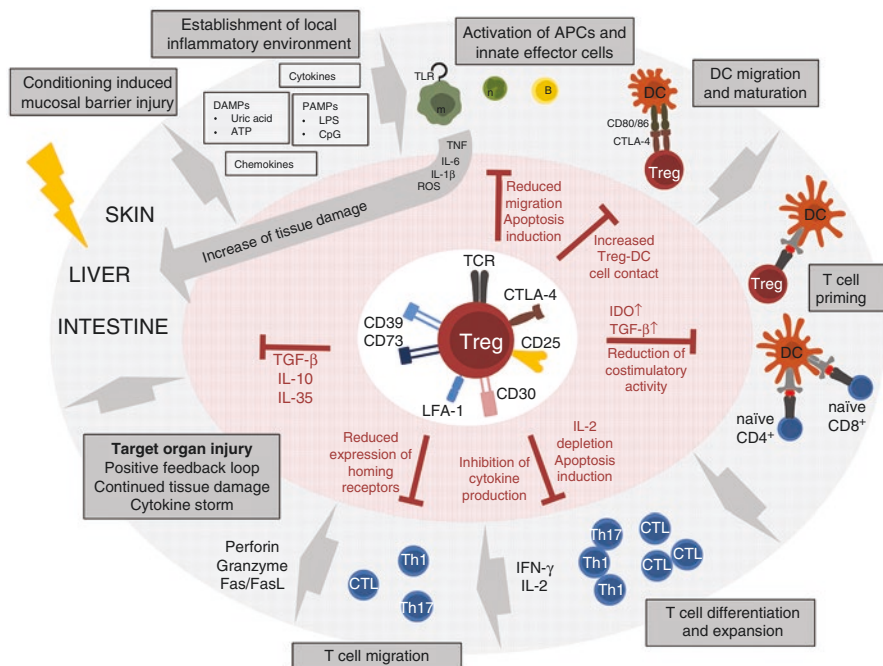 Establishment of local
inflammatory environment
Activation of APCs and
innate effector cells
Conditioning induced
mucosal barrier injury
DC migration
and maturation
Cytokines
DAMPs
• Uric acid
• ATP
PAMPs
• LPS
• CpG
Chemokines
TLR
m
n
B
TNF
IL-6
IL-1β
ROS
DC
CD80/86
CTLA-4
Treg
SKIN
LIVER
INTESTINE
Increase of tissue damage
Reduced
migration
Apoptosis
induction
Increased
Treg-DC
cell contact
DC
Treg
T cell
priming
TCR
CTLA-4
CD39
CD73
Treg
CD25
LFA-1
CD30
IDO↑
TGF-β↑
Reduction of
costimulatory
activity
TGF-β
IL-10
IL-35
DC
naïve
CD4⁺
naïve
CD8⁺
Target organ injury
Positive feedback loop
Continued tissue damage
Cytokine storm
Reduced
expression of
homing
receptors
Inhibition of
cytokine
production
IL-2
depletion
Apoptosis
induction
Perforin
Granzyme
Fas/FasL
CTL
Th1
Th17
IFN-γ
IL-2
Th17
Th1
Th1
CTL
CTL
CTL
T cell differentiation
and expansion
T cell migration